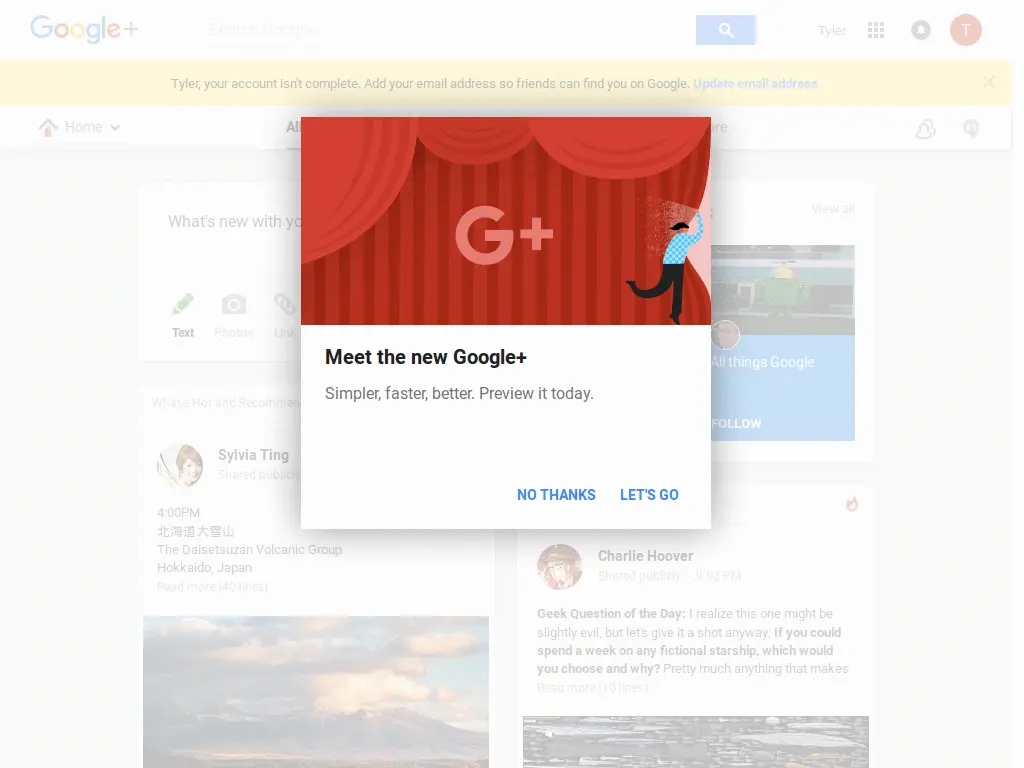 Google+
Search Google+
Tyler
T
Tyler, your account isn't complete. Add your email address so friends can find you on Google. Update email address
Home
All
G+
What's new with yo
View all
Text
Photos
Link
All things Google
FOLLOW
Meet the new Google+
Simpler, faster, better. Preview it today.
NO THANKS
LET'S GO
What's Hot and Recommen
Sylvia Ting
Shared publicly
4:00PM
北海道大雪山
The Daisetsuzan Volcanic Group
Hokkaido, Japan
Read more (40 lines)
Charlie Hoover
Shared publicly - 9:02 PM
Geek Question of the Day: I realize this one might be
slightly evil, but let's give it a shot anyway: If you could
spend a week on any fictional starship, which would
you choose and why? Pretty much anything that makes
Read more (10 lines)